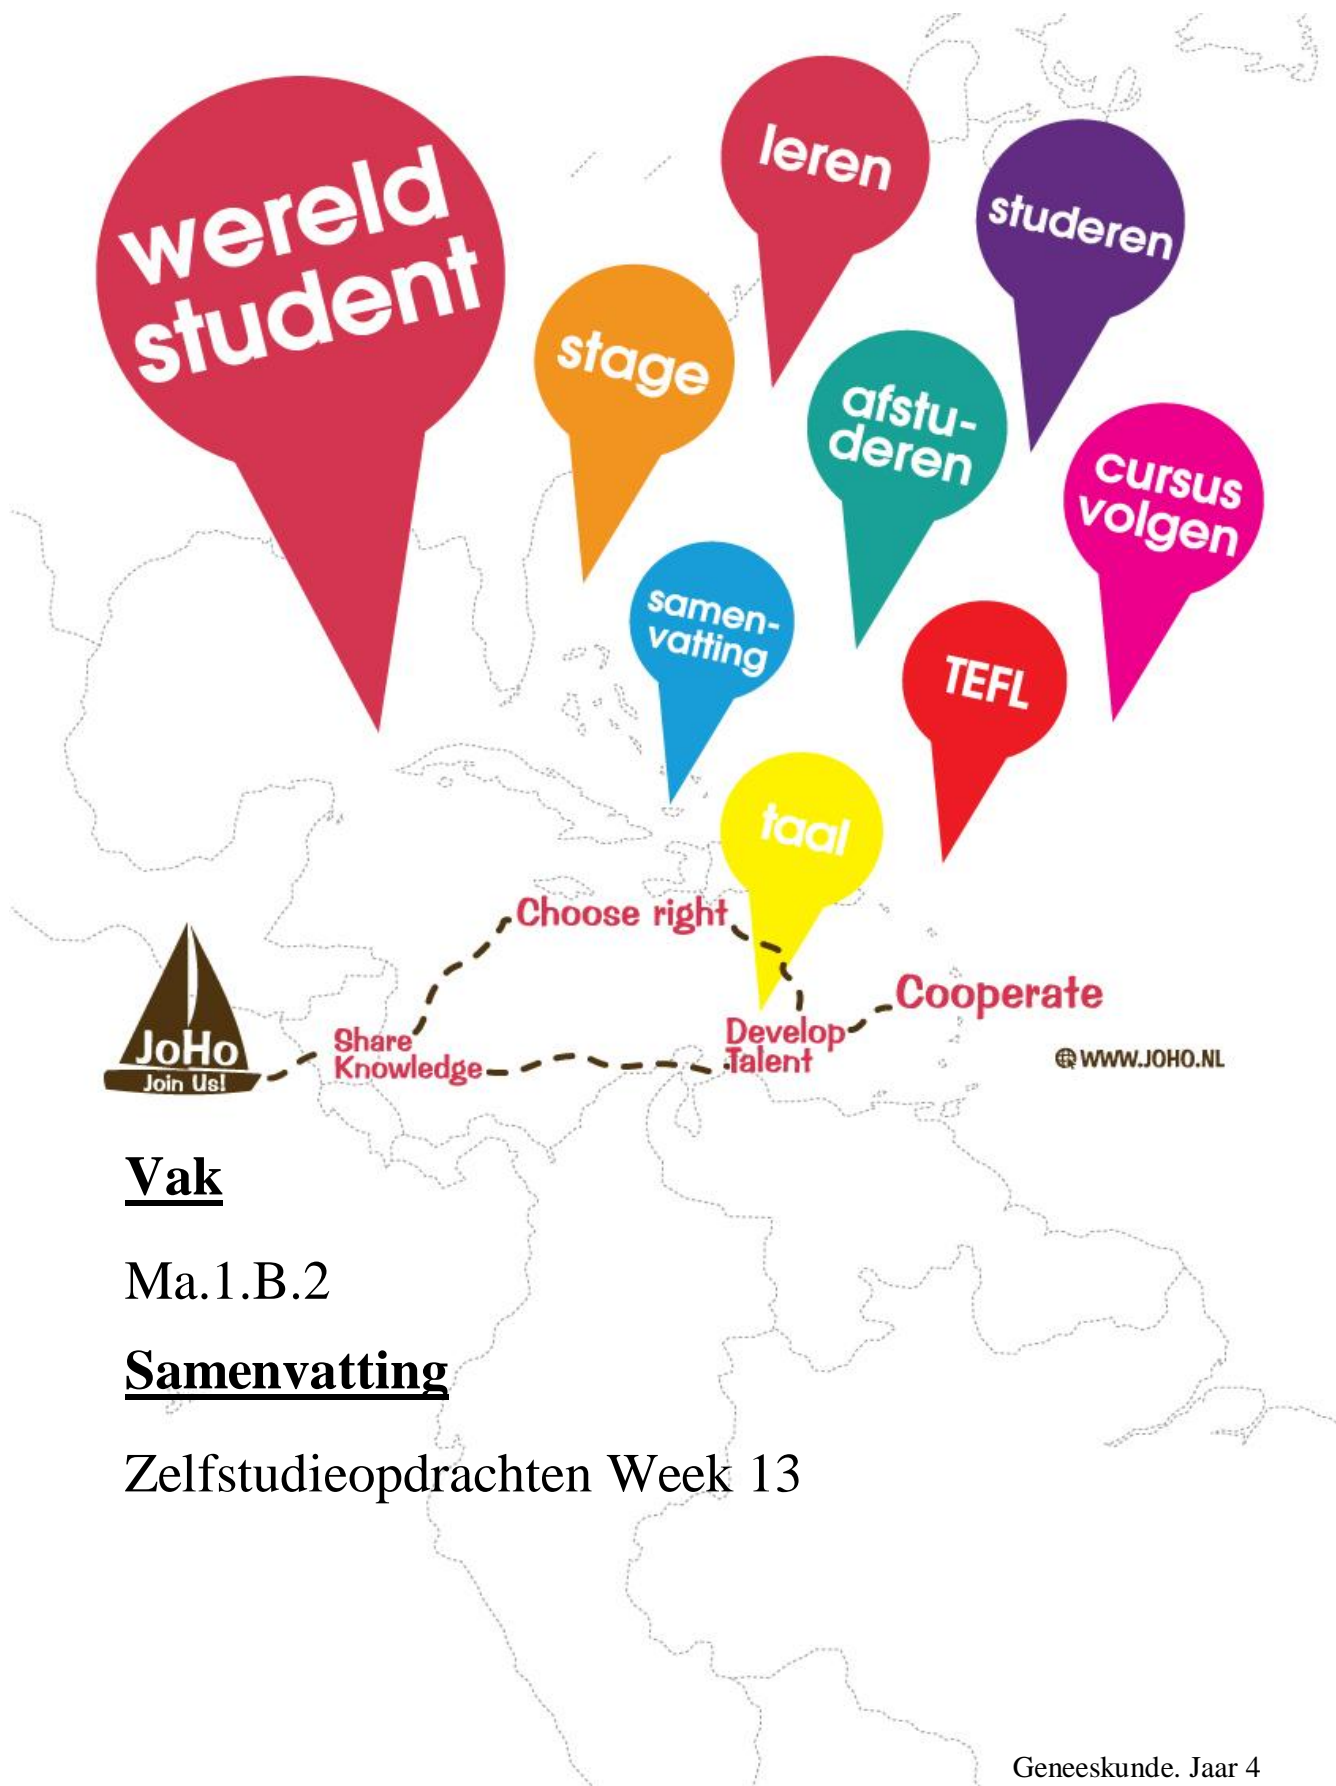 wereld
student
leren
studeren
stage
afstu-
deren
cursus
volgen
samen-
vatting
TEFL
taal
Choose right
Cooperate
JoHo
Join Us!
Share
Knowledge
Develop
Talent
WWW.JOHO.NL
Vak
Ma.1.B.2
Samenvatting
Zelfstudieopdrachten Week 13
Geneeskunde. Jaar 4